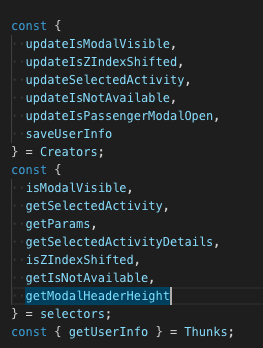 const {
  updateIsModalVisible,
  updateIsZIndexShifted,
  updateSelectedActivity,
  updateIsNotAvailable,
  updateIsPassengerModalOpen,
  saveUserInfo
} = Creators;
const {
  isModalVisible,
  getSelectedActivity,
  getParams,
  getSelectedActivityDetails,
  isZIndexShifted,
  getIsNotAvailable,
  getModalHeaderHeight
} = selectors;
const { getUserInfo } = Thunks;